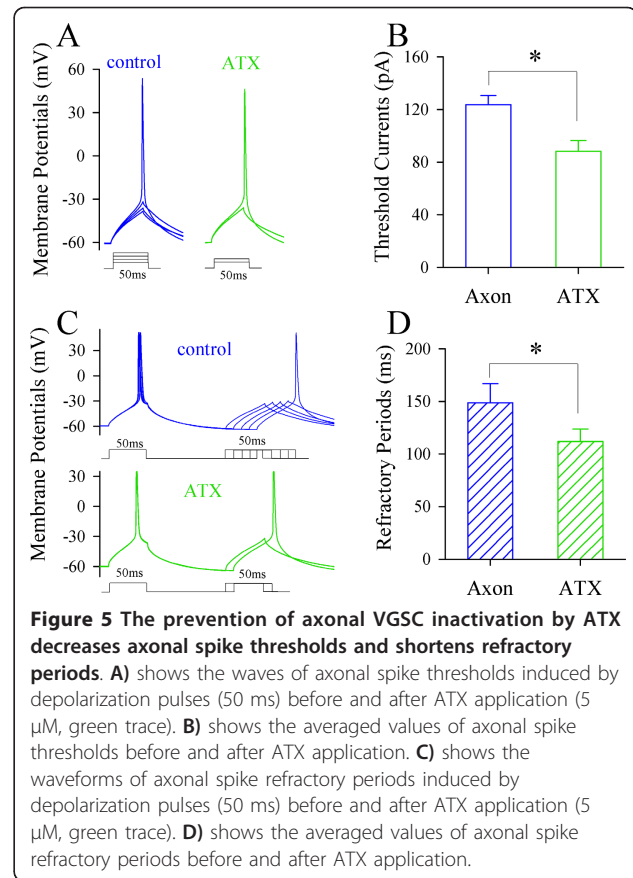 A
control
ATX
Membrane Potentials (mV)
60
30
0
-30
-60
50ms
50ms
B
*
Threshold Currents (pA)
160
120
80
40
0
Axon
ATX
C
control
Membrane Potentials (mV)
30
0
-30
-60
50ms
50ms
ATX
30
0
-30
-60
50ms
50ms
D
*
Refractory Periods (ms)
200
150
100
50
0
Axon
ATX
Figure 5 The prevention of axonal VGSC inactivation by ATX
decreases axonal spike thresholds and shortens refractory
periods. A) shows the waves of axonal spike thresholds induced by
depolarization pulses (50 ms) before and after ATX application (5
μM, green trace). B) shows the averaged values of axonal spike
thresholds before and after ATX application. C) shows the
waveforms of axonal spike refractory periods induced by
depolarization pulses (50 ms) before and after ATX application (5
μM, green trace). D) shows the averaged values of axonal spike
refractory periods before and after ATX application.